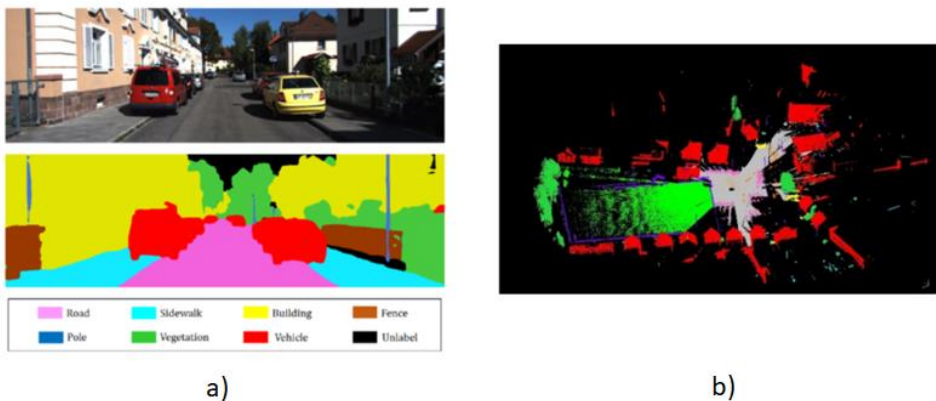 Road Sidewalk Building Fence
Pole Vegetation Vehicle Unlabel
a) b)